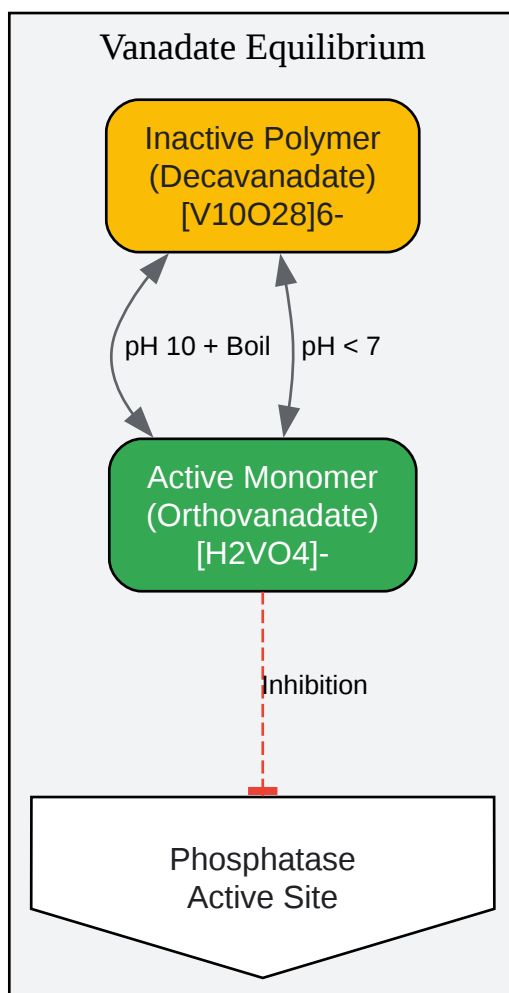 Vanadate Equilibrium
Inactive Polymer
(Decavanadate)
[V10O28]6-
pH 10 + Boil
pH < 7
Active Monomer
(Orthovanadate)
[H2VO4]-
Inhibition
Phosphatase
Active Site